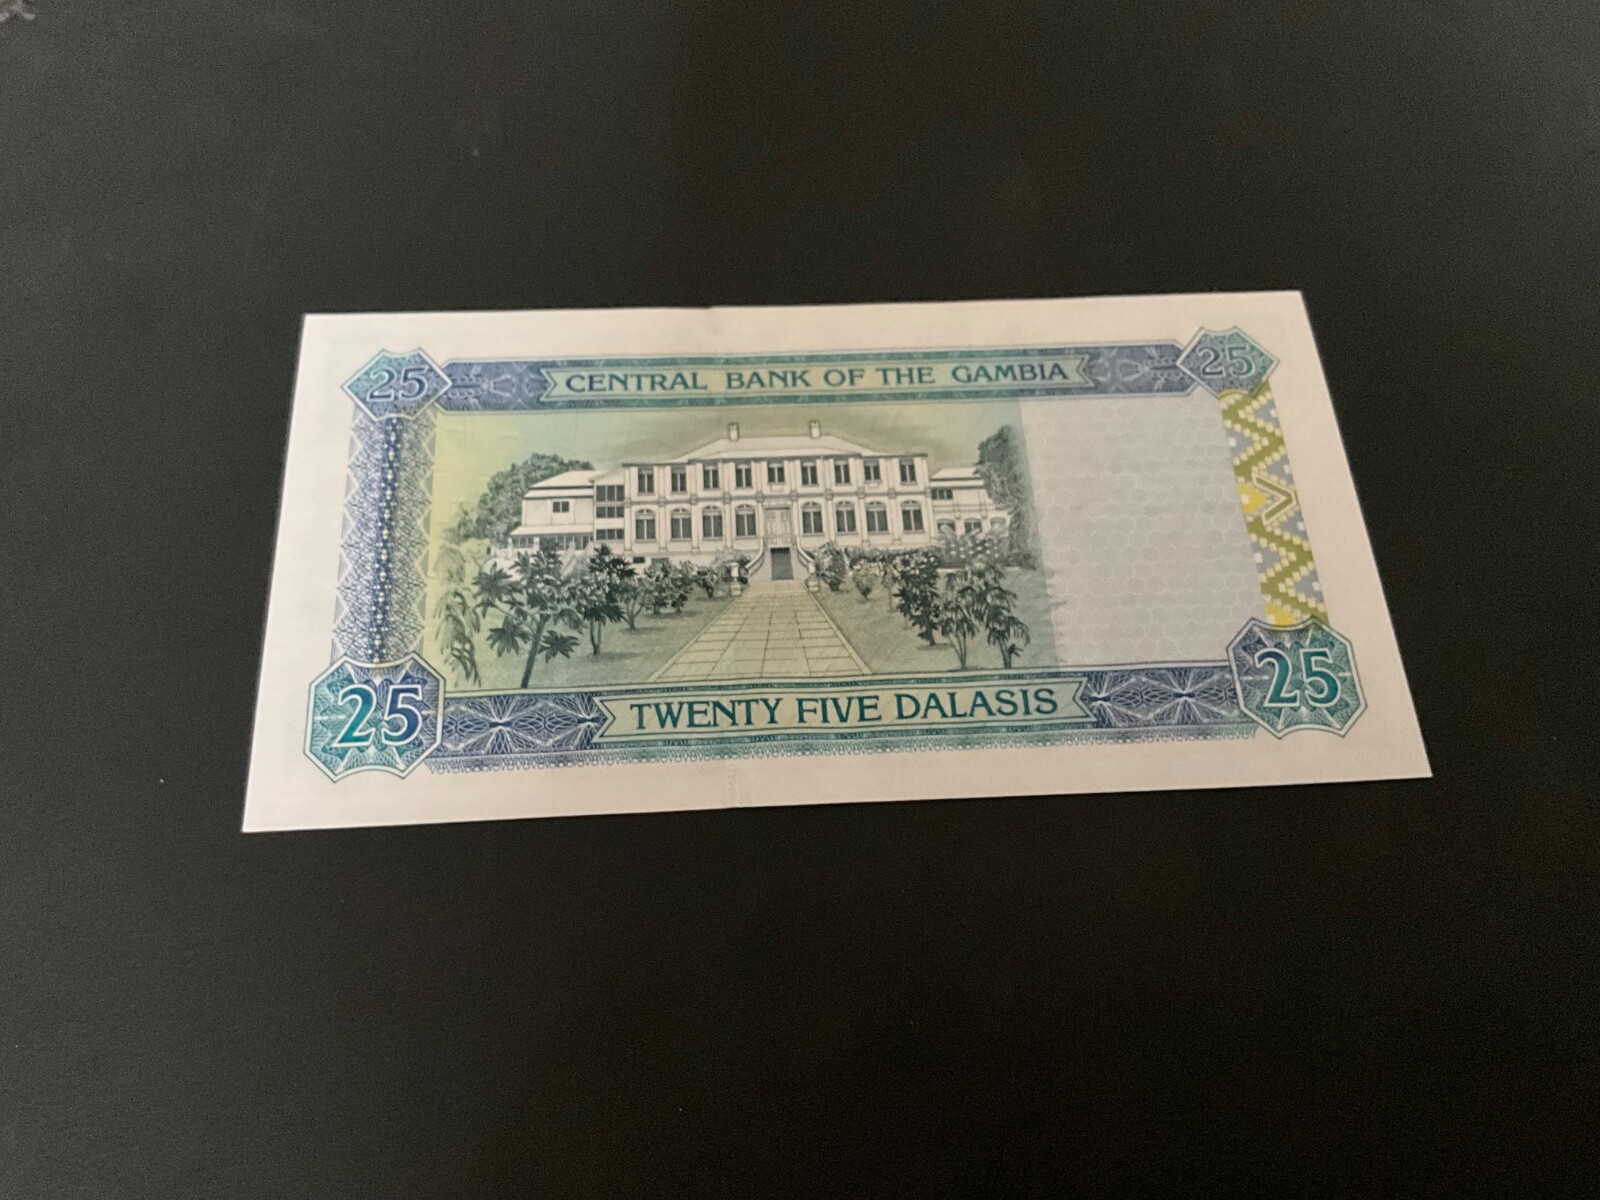 25 CENTRAL BANK OF THE GAMBIA 25
25 TWENTY FIVE DALASIS 25